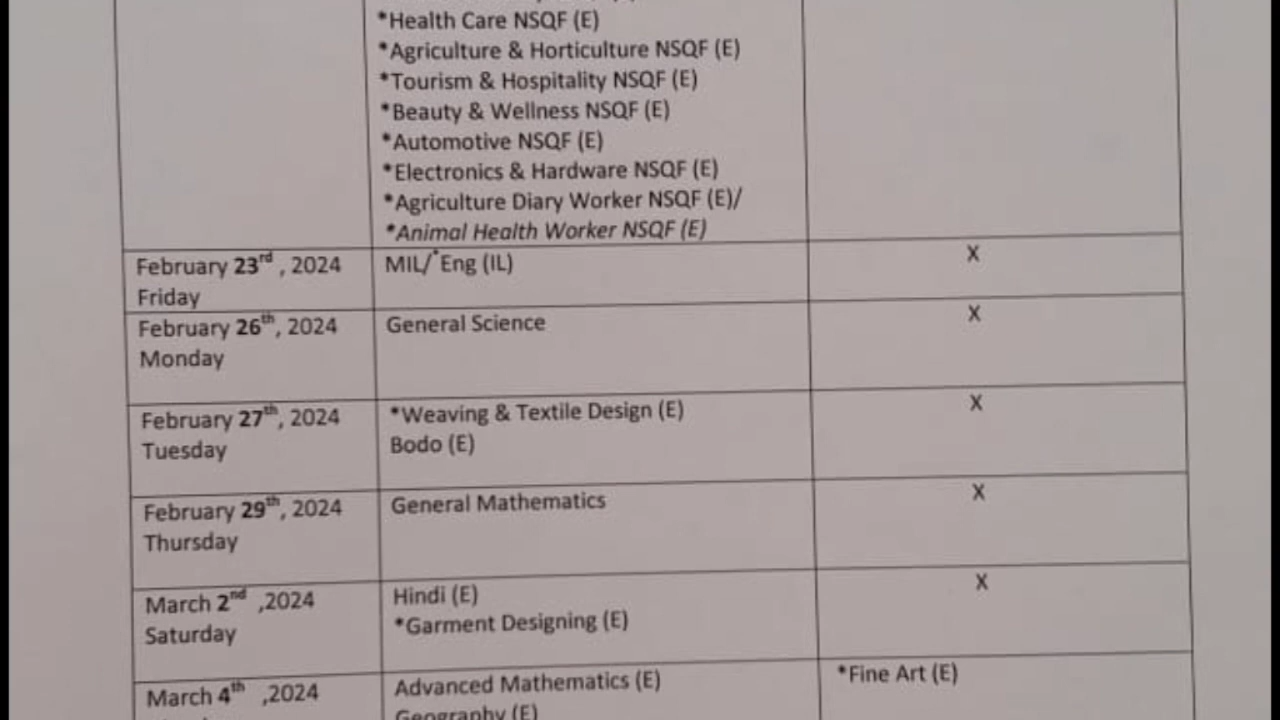 *Health Care NSQF (E)
*Agriculture & Horticulture NSQF (E)
*Tourism & Hospitality NSQF (E)
*Beauty & Wellness NSQF (E)
*Automotive NSQF (E)
*Electronics & Hardware NSQF (E)
*Agriculture Diary Worker NSQF (E)/
*Animal Health Worker NSQF (E)
February 23rd , 2024 MIL/*Eng (IL) X
Friday
February 26th, 2024 General Science X
Monday
February 27th, 2024 *Weaving & Textile Design (E) X
Tuesday Bodo (E)
February 29th, 2024 General Mathematics X
Thursday
March 2nd ,2024 Hindi (E) X
Saturday *Garment Designing (E)
March 4th ,2024 Advanced Mathematics (E) *Fine Art (E)
Geography (E)